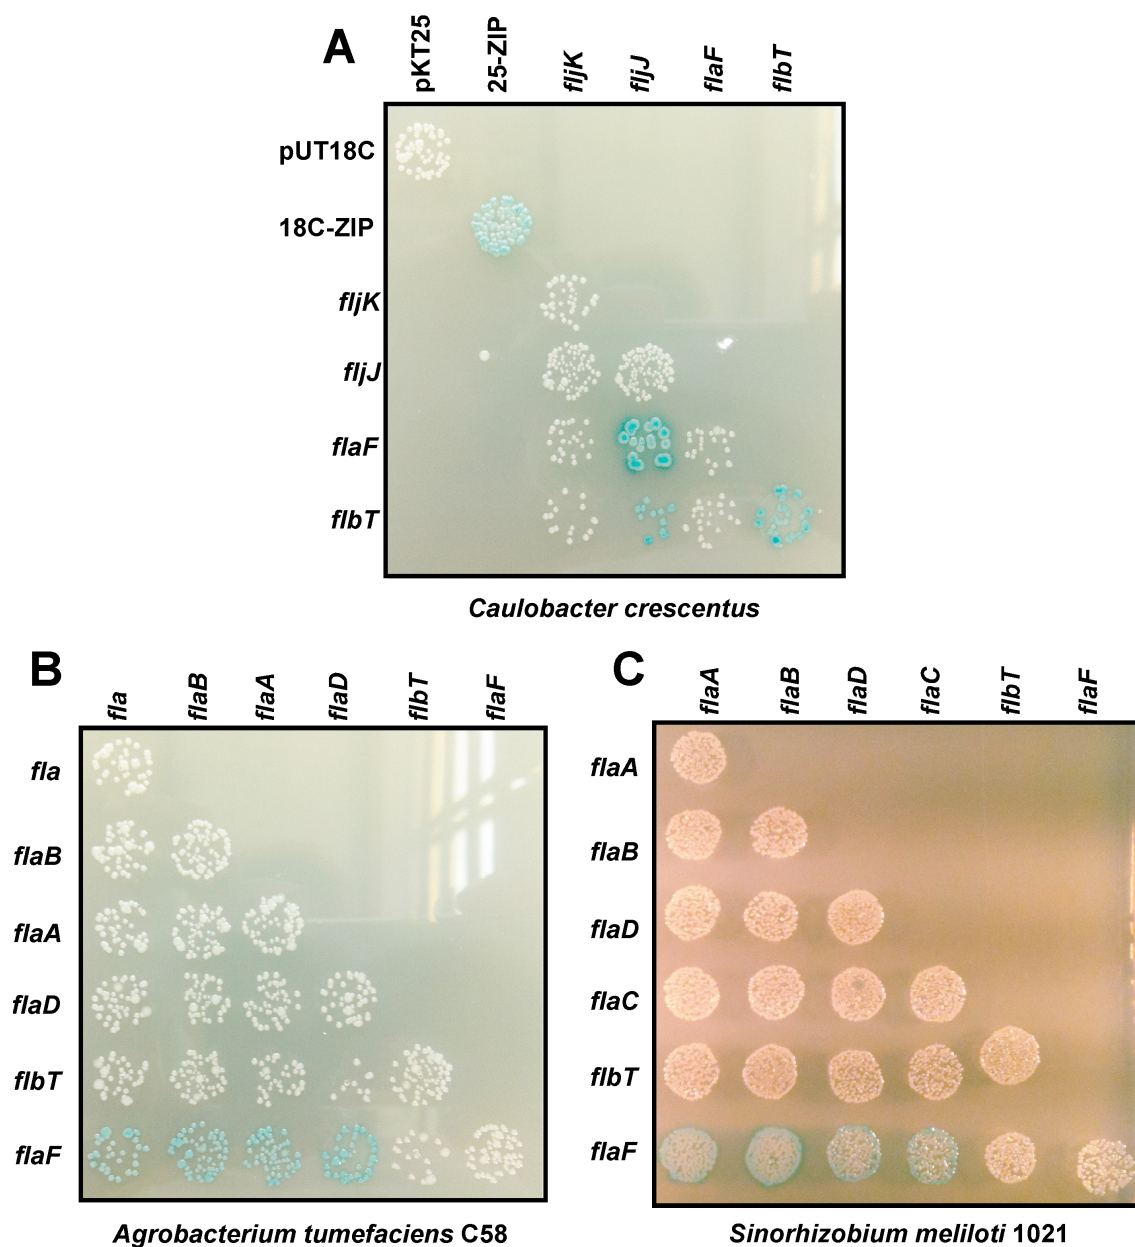 A
pKT25 25-ZIP fljK fljJ flaF flbT
pUT18C
18C-ZIP
fljK
fljJ
flaF
flbT
Caulobacter crescentus
B
fla flaB flaA flaD flbT flaF
fla
flaB
flaA
flaD
flbT
flaF
Agrobacterium tumefaciens C58
C
flaA flaB flaD flaC flbT flaF
flaA
flaB
flaD
flaC
flbT
flaF
Sinorhizobium meliloti 1021